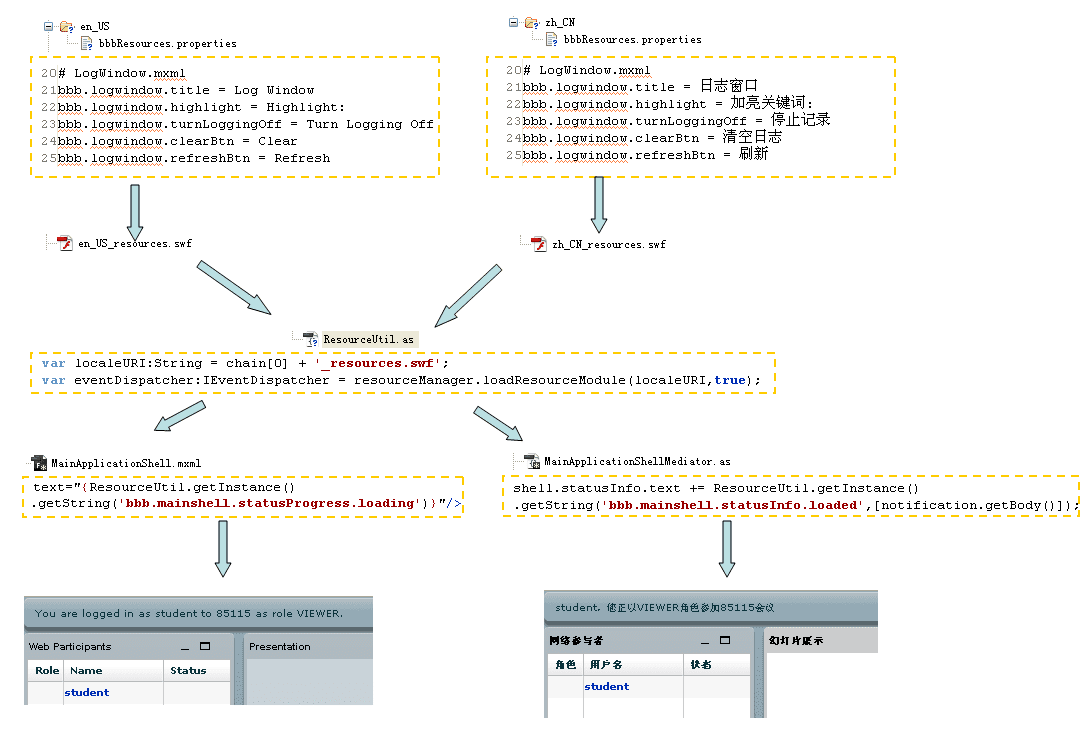 en_US
bbbResources.properties
20# LogWindow.mxml
21bbb.logwindow.title = Log Window
22bbb.logwindow.highlight = Highlight:
23bbb.logwindow.turnLoggingOff = Turn Logging Off
24bbb.logwindow.clearBtn = Clear
25bbb.logwindow.refreshBtn = Refresh
zh_CN
bbbResources.properties
20# LogWindow.mxml
21bbb.logwindow.title = 日志窗口
22bbb.logwindow.highlight = 加亮关键词:
23bbb.logwindow.turnLoggingOff = 停止记录
24bbb.logwindow.clearBtn = 清空日志
25bbb.logwindow.refreshBtn = 刷新
en_US_resources.swf
zh_CN_resources.swf
ResourceUtil.as
var localeURI:String = chain[0] + '_resources.swf';
var eventDispatcher:IEventDispatcher = resourceManager.loadResourceModule(localeURI,true);
MainApplicationShell.mxml
text="{ResourceUtil.getInstance()
.getString('bbb.mainshell.statusProgress.loading')}"/>
MainApplicationShellMediator.as
shell.statusInfo.text += ResourceUtil.getInstance()
.getString('bbb.mainshell.statusInfo.loaded',[notification.getBody()]);
You are logged in as student to 85115 as role VIEWER.
Web Participants
Presentation
Role Name Status
student
student, 您正以VIEWER角色参加85115会议
网络参与者
幻灯片展示
角色 用户名 状态
student